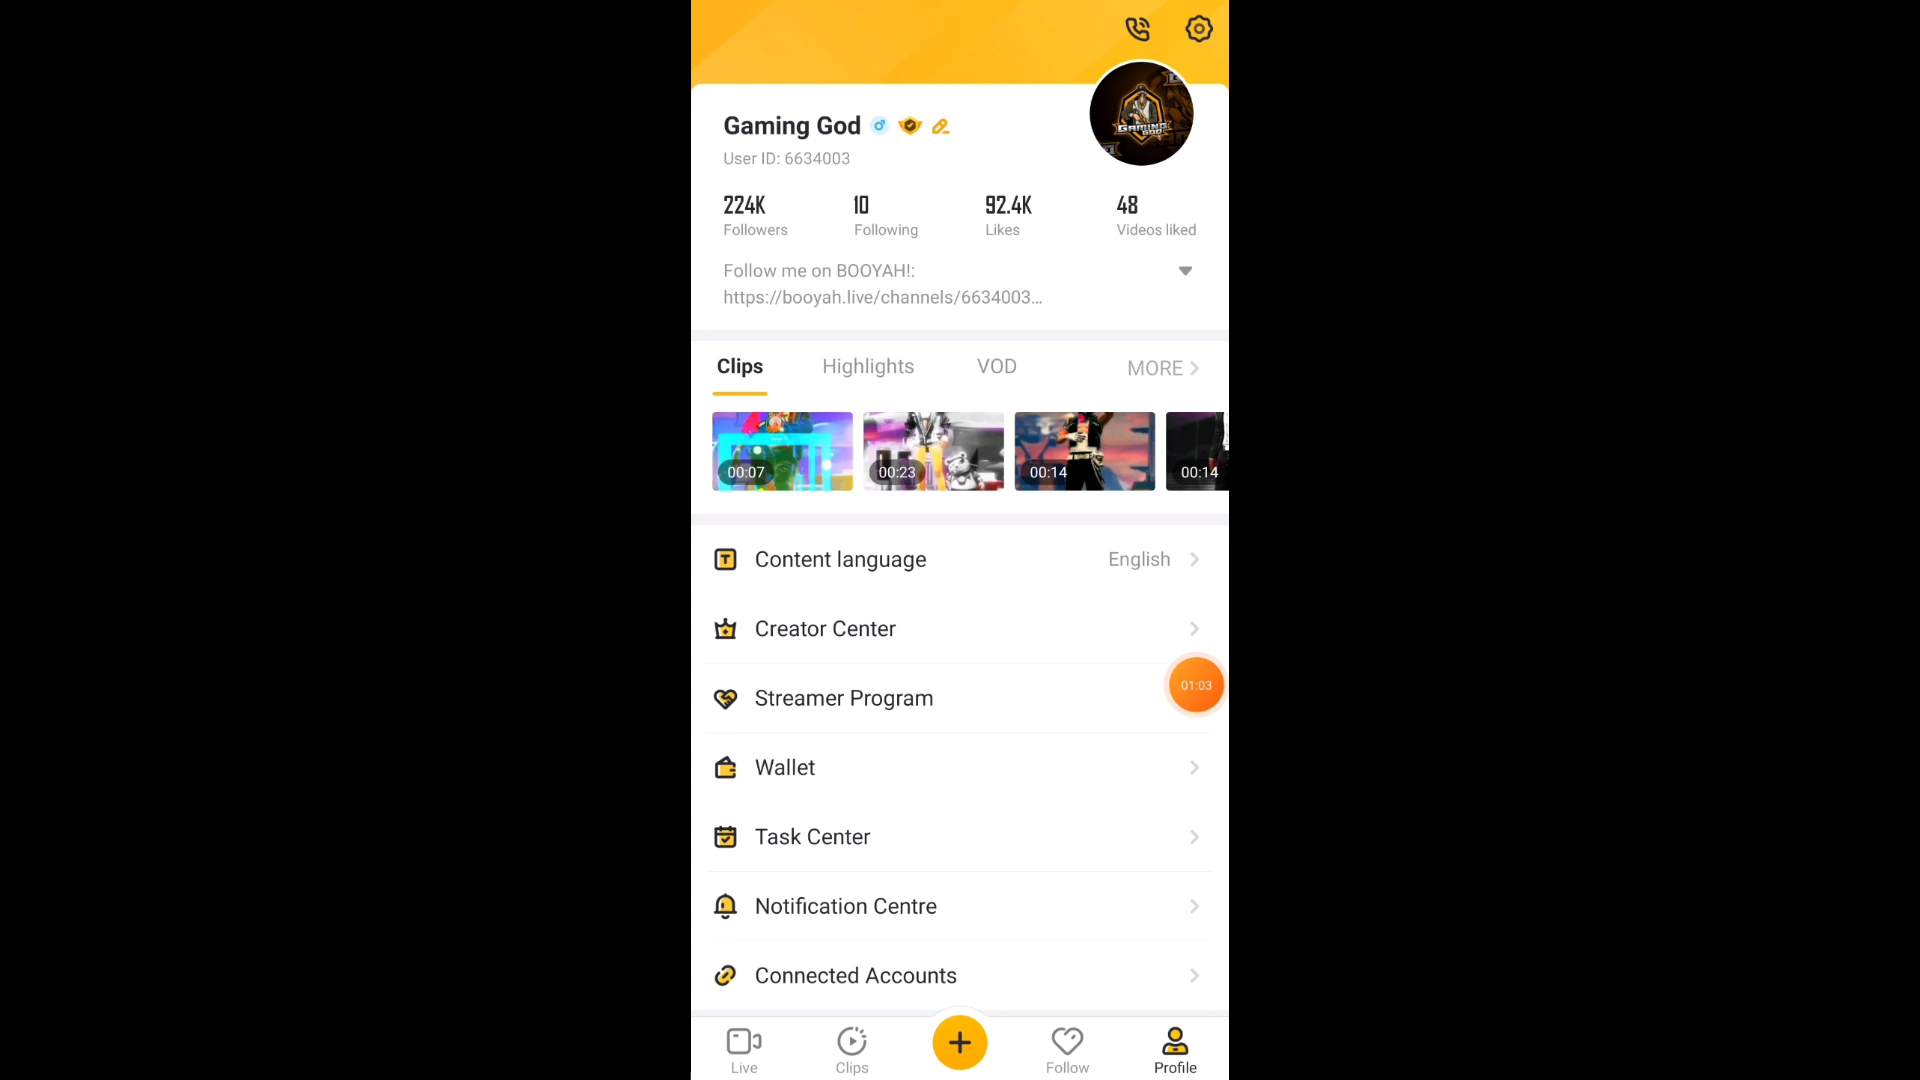 Gaming God
GAMING
GOD
User ID: 6634003
224K
10
92.4K
48
Followers
Following
Likes
Videos liked
Follow me on BOOYAH!:
https://booyah.live/channels/6634003...
Clips
Highlights
VOD
MORE
00:07
00:23
00:14
00:14
Content language
English
Creator Center
Streamer Program
01:03
Wallet
Task Center
Notification Centre
Connected Accounts
Live
Clips
Follow
Profile